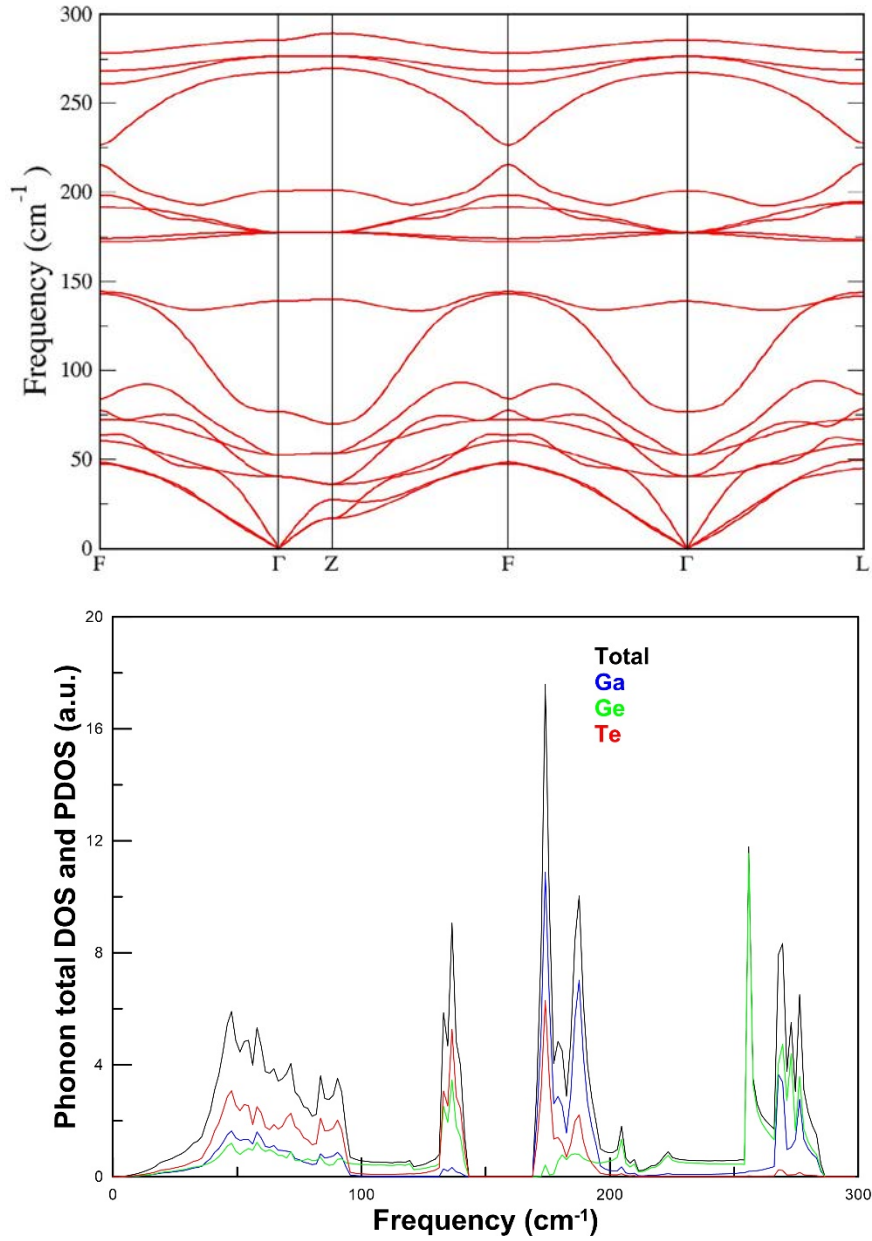 300
250
200
150
100
50
0
Frequency (cm⁻¹)
F Γ Z F Γ L
20
16
12
8
4
0
Phonon total DOS and PDOS (a.u.)
Total
Ga
Ge
Te
0 100 200 300
Frequency (cm⁻¹)